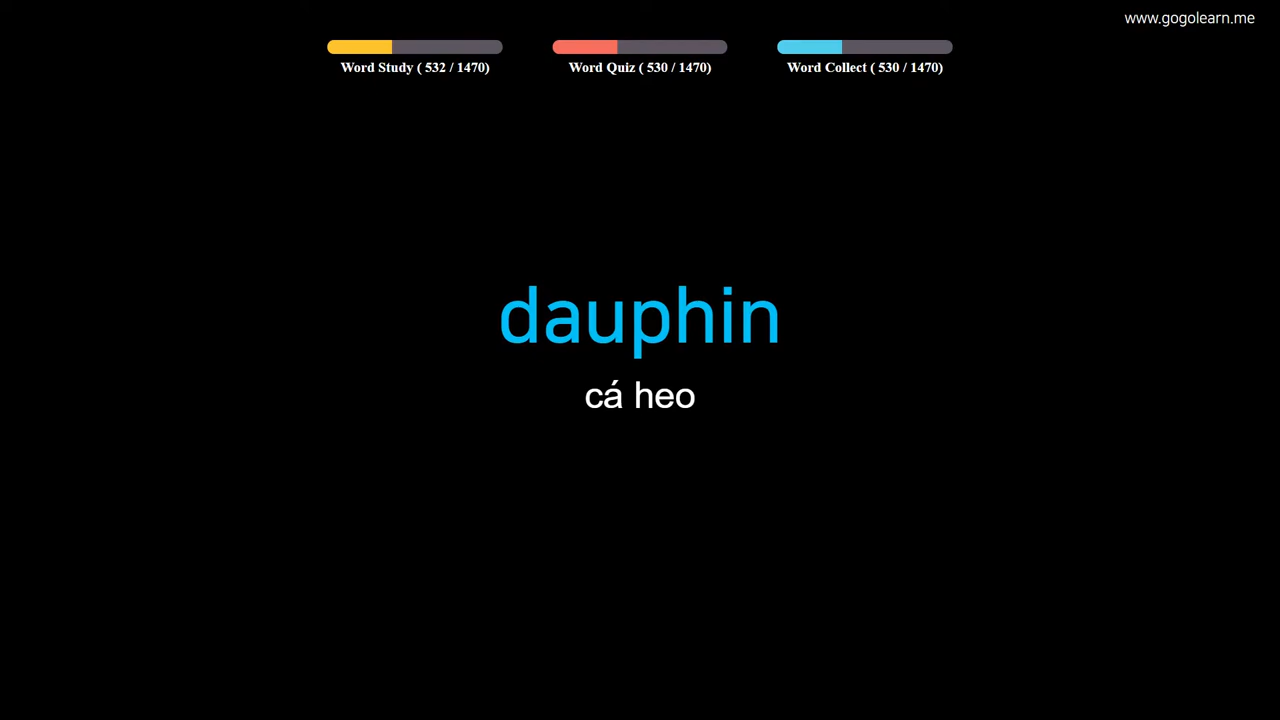 www.gogolearn.me
Word Study ( 532 / 1470)
Word Quiz ( 530 / 1470)
Word Collect ( 530 / 1470)
dauphin
cá heo